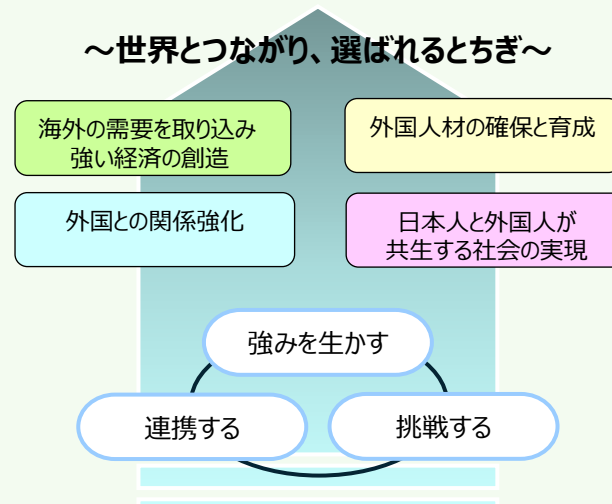 ～世界とつながり、選ばれるとちぎ～
海外の需要を取り込み
強い経済の創造
外国人材の確保と育成
外国との関係強化
日本人と外国人が
共生する社会の実現
強みを生かす
連携する
挑戦する